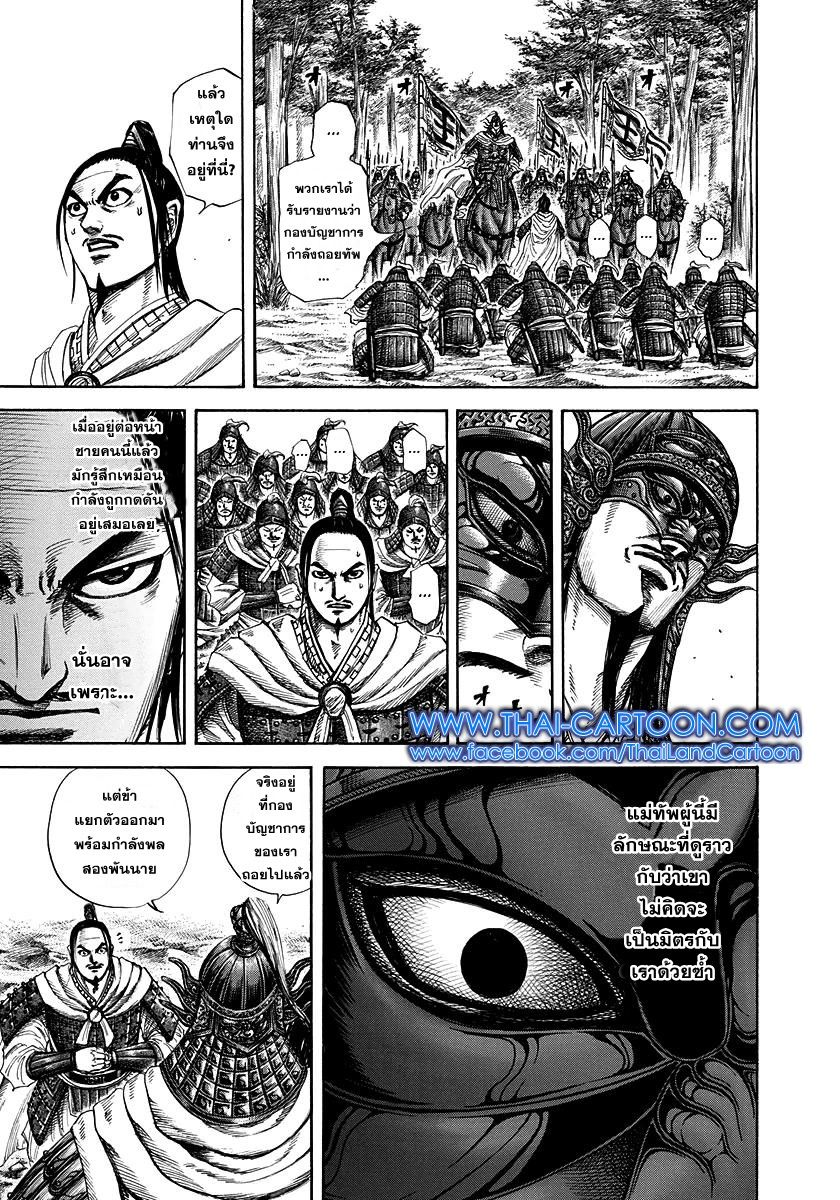 ...
พวกเราได้
รับรายงานว่า
กองบัญชาการ
กำลังถอยทัพ
...
...
...
...
แล้ว
เหตุใด
ท่านจึง
อยู่ที่นี่?
...
...
...
เมื่ออยู่ต่อหน้า
ชายคนนี้แล้ว
มักรู้สึกเหมือน
กำลังถูกกดดัน
อยู่เสมอเลย
นั่นอาจ
เพราะ...
WWW.THAI-CARTOON.COM
www.facebook.com/ThaiLandCartoon
แม่ทัพผู้นี้มี
ลักษณะที่ดูราว
กับว่าเขา
ไม่คิดจะ
เป็นมิตรกับ
เราด้วยซ้ำ
จริงอยู่
ที่กอง
บัญชาการ
ของเรา
ถอยไปแล้ว
แต่ข้า
แยกตัวออกมา
พร้อมกำลังพล
สองพันนาย